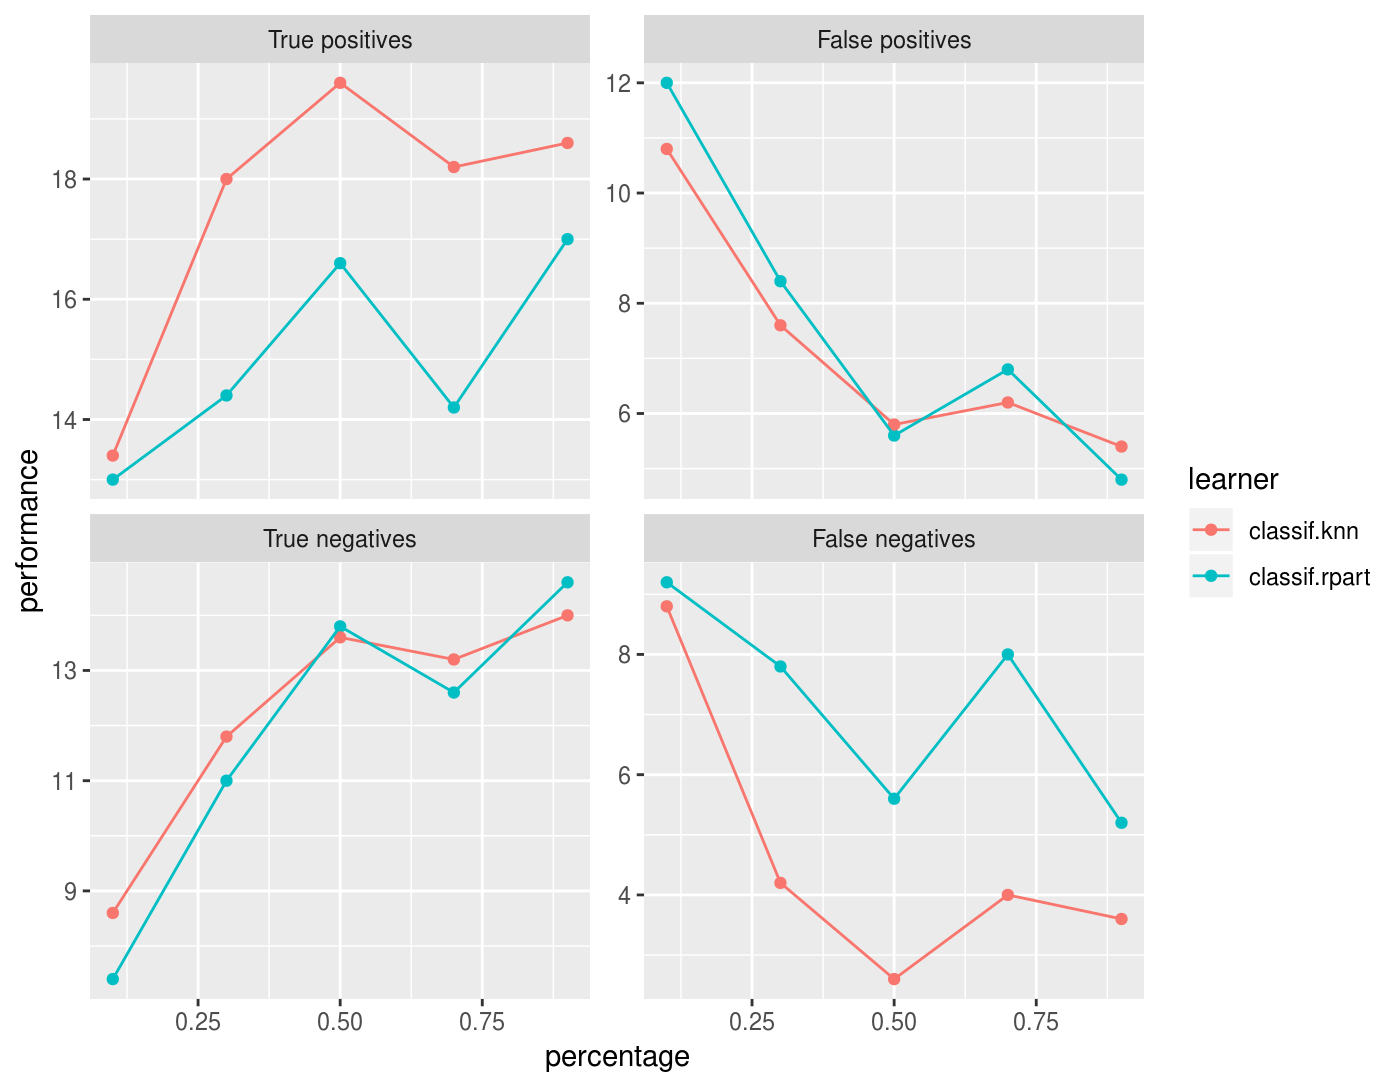 True positives
False positives
18
16
14
12
10
8
6
True negatives
False negatives
13
11
9
8
6
4
0.25 0.50 0.75
0.25 0.50 0.75
percentage
performance
learner
classif.knn
classif.rpart